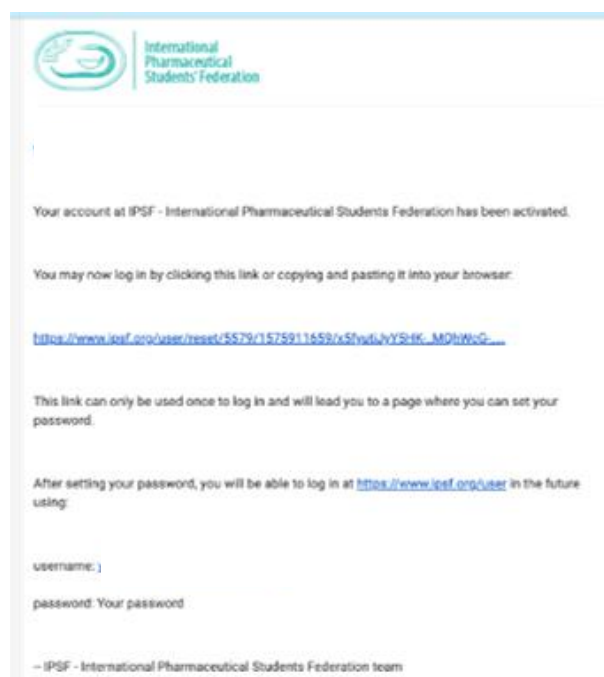 International
Pharmaceutical
Students' Federation
Your account at IPSF - International Pharmaceutical Students Federation has been activated.
You may now log in by clicking this link or copying and pasting it into your browser:
This link can only be used once to log in and will lead you to a page where you can set your
password.
After setting your password, you will be able to log in at https://www.ipsf.org/user in the future
using:
username:
password: Your password
-- IPSF - International Pharmaceutical Students Federation team